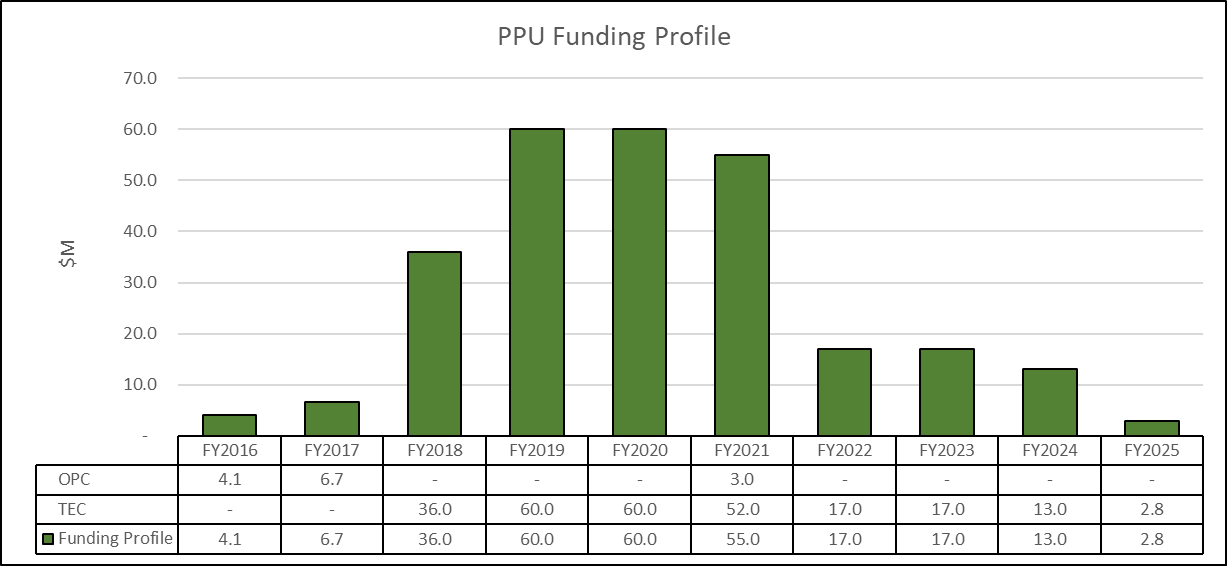 PPU Funding Profile
70.0
60.0
50.0
40.0
30.0
20.0
10.0
-
$M
FY2016 FY2017 FY2018 FY2019 FY2020 FY2021 FY2022 FY2023 FY2024 FY2025
OPC 4.1 6.7 - - - 3.0 - - - -
TEC - - 36.0 60.0 60.0 52.0 17.0 17.0 13.0 2.8
Funding Profile 4.1 6.7 36.0 60.0 60.0 55.0 17.0 17.0 13.0 2.8